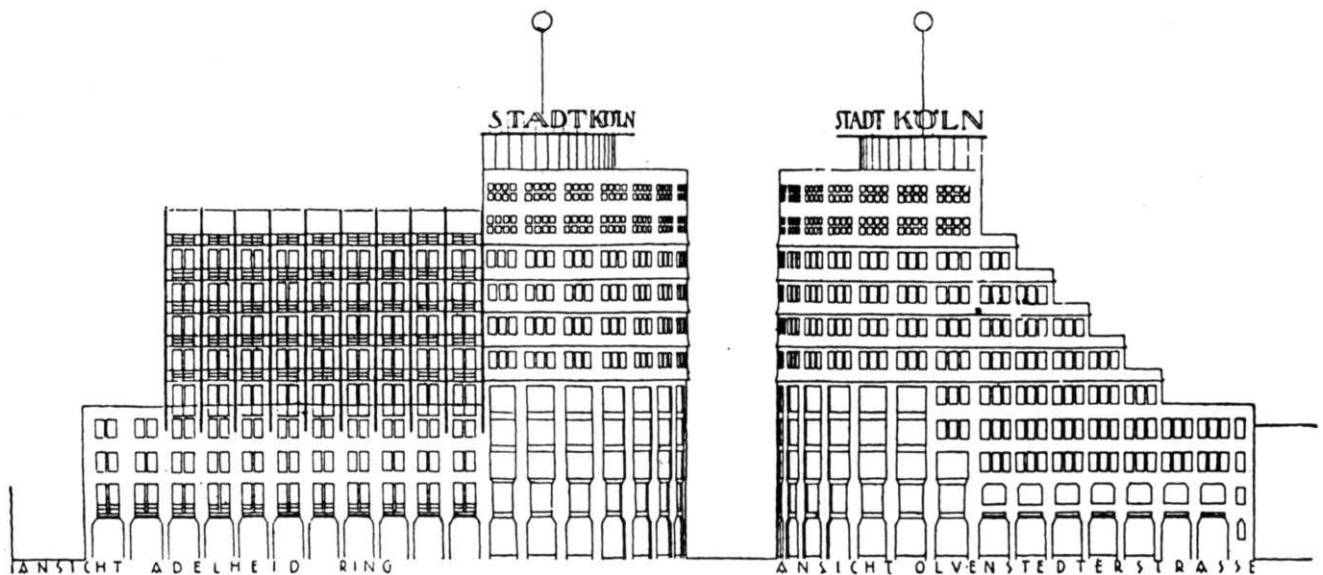 STADT KÖLN
STADT KÖLN
ANSICHT ADELHEID RING
ANSICHT OLVENSTEDTERSTRASSE